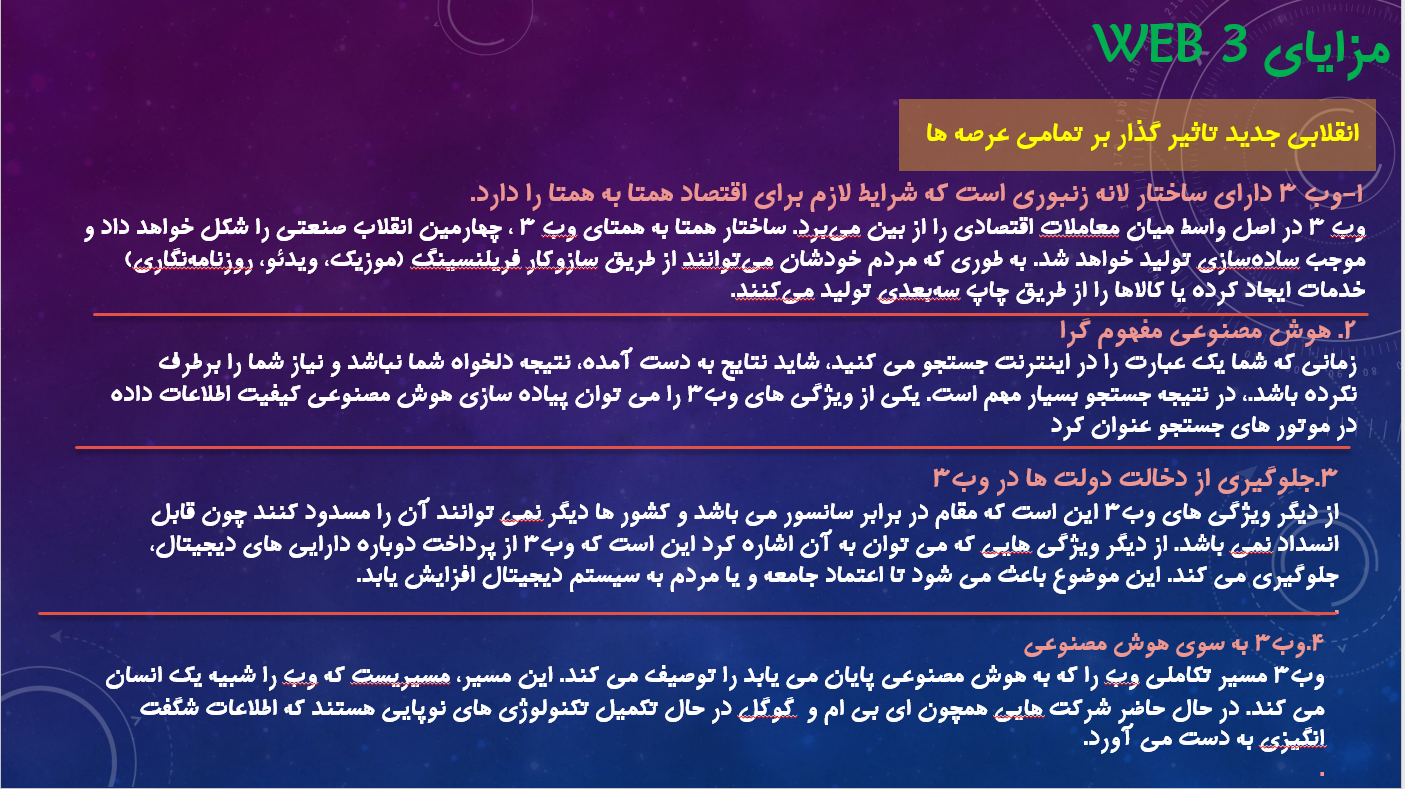 مزایای WEB 3
انقلابی جدید تاثیر گذار بر تمامی عرصه ها
۱-وب ۳ دارای ساختار لانه زنبوری است که شرایط لازم برای اقتصاد همتا به همتا را دارد.
وب ۳ در اصل واسط میان معاملات اقتصادی را از بین می‌برد. ساختار همتا به همتای وب ۳ ، چهارمین انقلاب صنعتی را شکل خواهد داد و
موجب ساده‌سازی تولید خواهد شد. به طوری که مردم خودشان می‌توانند از طریق سازوکار فریلنسینگ (موزیک، ویدئو، روزنامه‌نگاری)
خدمات ایجاد کرده یا کالاها را از طریق چاپ سه‌بعدی تولید می‌کنند.
۲. هوش مصنوعی مفهوم گرا
زمانی که شما یک عبارت را در اینترنت جستجو می کنید، شاید نتایج به دست آمده، نتیجه دلخواه شما نباشد و نیاز شما را برطرف
نکرده باشد.، در نتیجه جستجو بسیار مهم است. یکی از ویژگی های وب۳ را می توان پیاده سازی هوش مصنوعی کیفیت اطلاعات داده
در موتور های جستجو عنوان کرد
۳.جلوگیری از دخالت دولت ها در وب۳
از دیگر ویژگی های وب۳ این است که مقام در برابر سانسور می باشد و کشور ها دیگر نمی توانند آن را مسدود کنند چون قابل
انسداد نمی باشد. از دیگر ویژگی هایی که می توان به آن اشاره کرد این است که وب۳ از پرداخت دوباره دارایی های دیجیتال،
جلوگیری می کند. این موضوع باعث می شود تا اعتماد جامعه و یا مردم به سیستم دیجیتال افزایش یابد.
.
۴.وب۳ به سوی هوش مصنوعی
وب۳ مسیر تکاملی وب را که به هوش مصنوعی پایان می یابد را توصیف می کند. این مسیر، مسیریست که وب را شبیه یک انسان
می کند. در حال حاضر شرکت هایی همچون ای بی ام و گوگل در حال تکمیل تکنولوژی های نوپایی هستند که اطلاعات شگفت
انگیزی به دست می آورد.
.